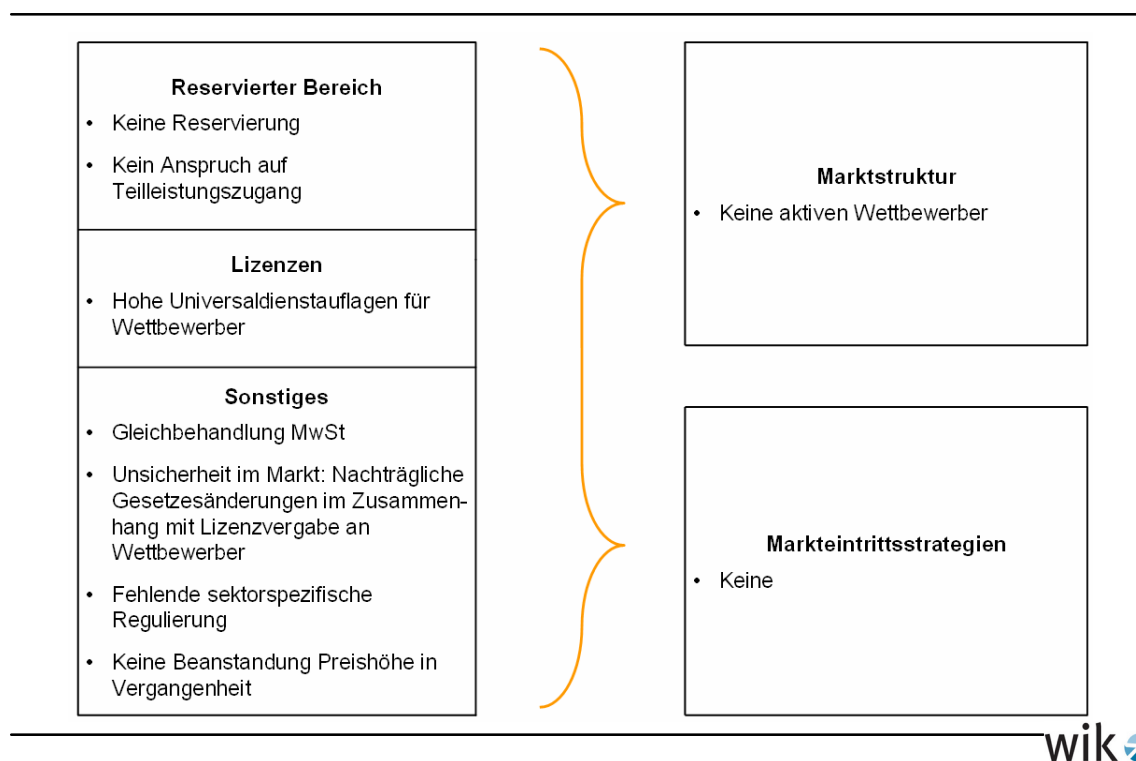 Reservierter Bereich
• Keine Reservierung
• Kein Anspruch auf
Teilleistungszugang
Lizenzen
• Hohe Universaldienstauflagen für
Wettbewerber
Sonstiges
• Gleichbehandlung MwSt
• Unsicherheit im Markt: Nachträgliche
Gesetzesänderungen im Zusammen-
hang mit Lizenzvergabe an
Wettbewerber
• Fehlende sektorspezifische
Regulierung
• Keine Beanstandung Preishöhe in
Vergangenheit
Marktstruktur
• Keine aktiven Wettbewerber
Markteintrittsstrategien
• Keine
wik